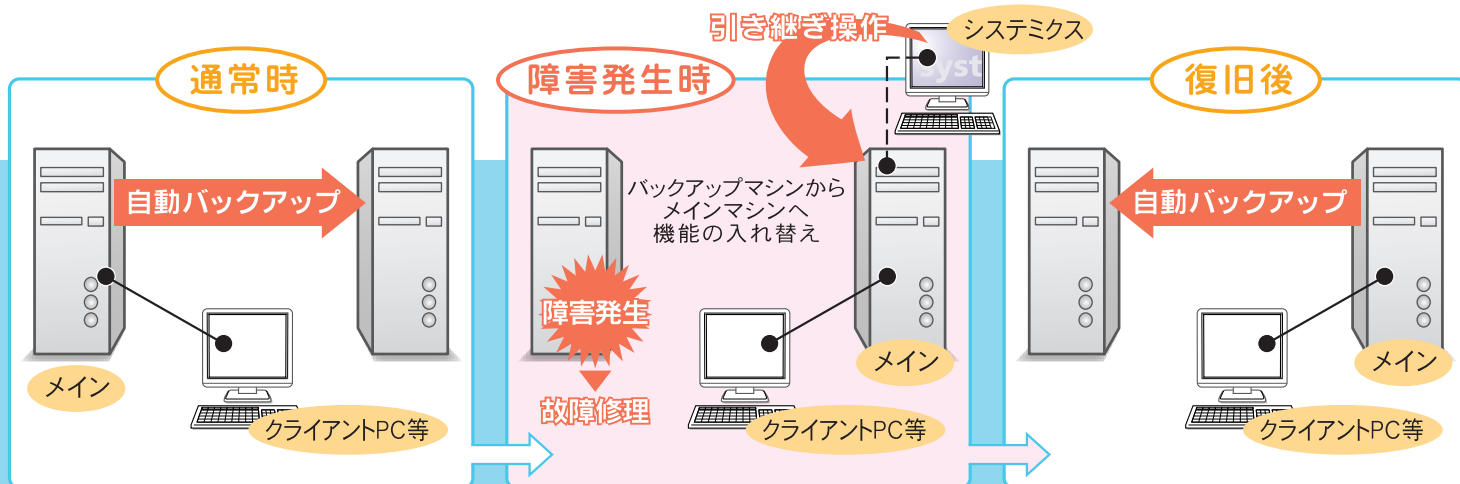 通常時
自動バックアップ
メイン
クライアントPC等
障害発生時
引き継ぎ操作
システミクス
syst
バックアップマシンから
メインマシンへ
機能の入れ替え
障害発生
故障修理
メイン
クライアントPC等
復旧後
自動バックアップ
メイン
クライアントPC等